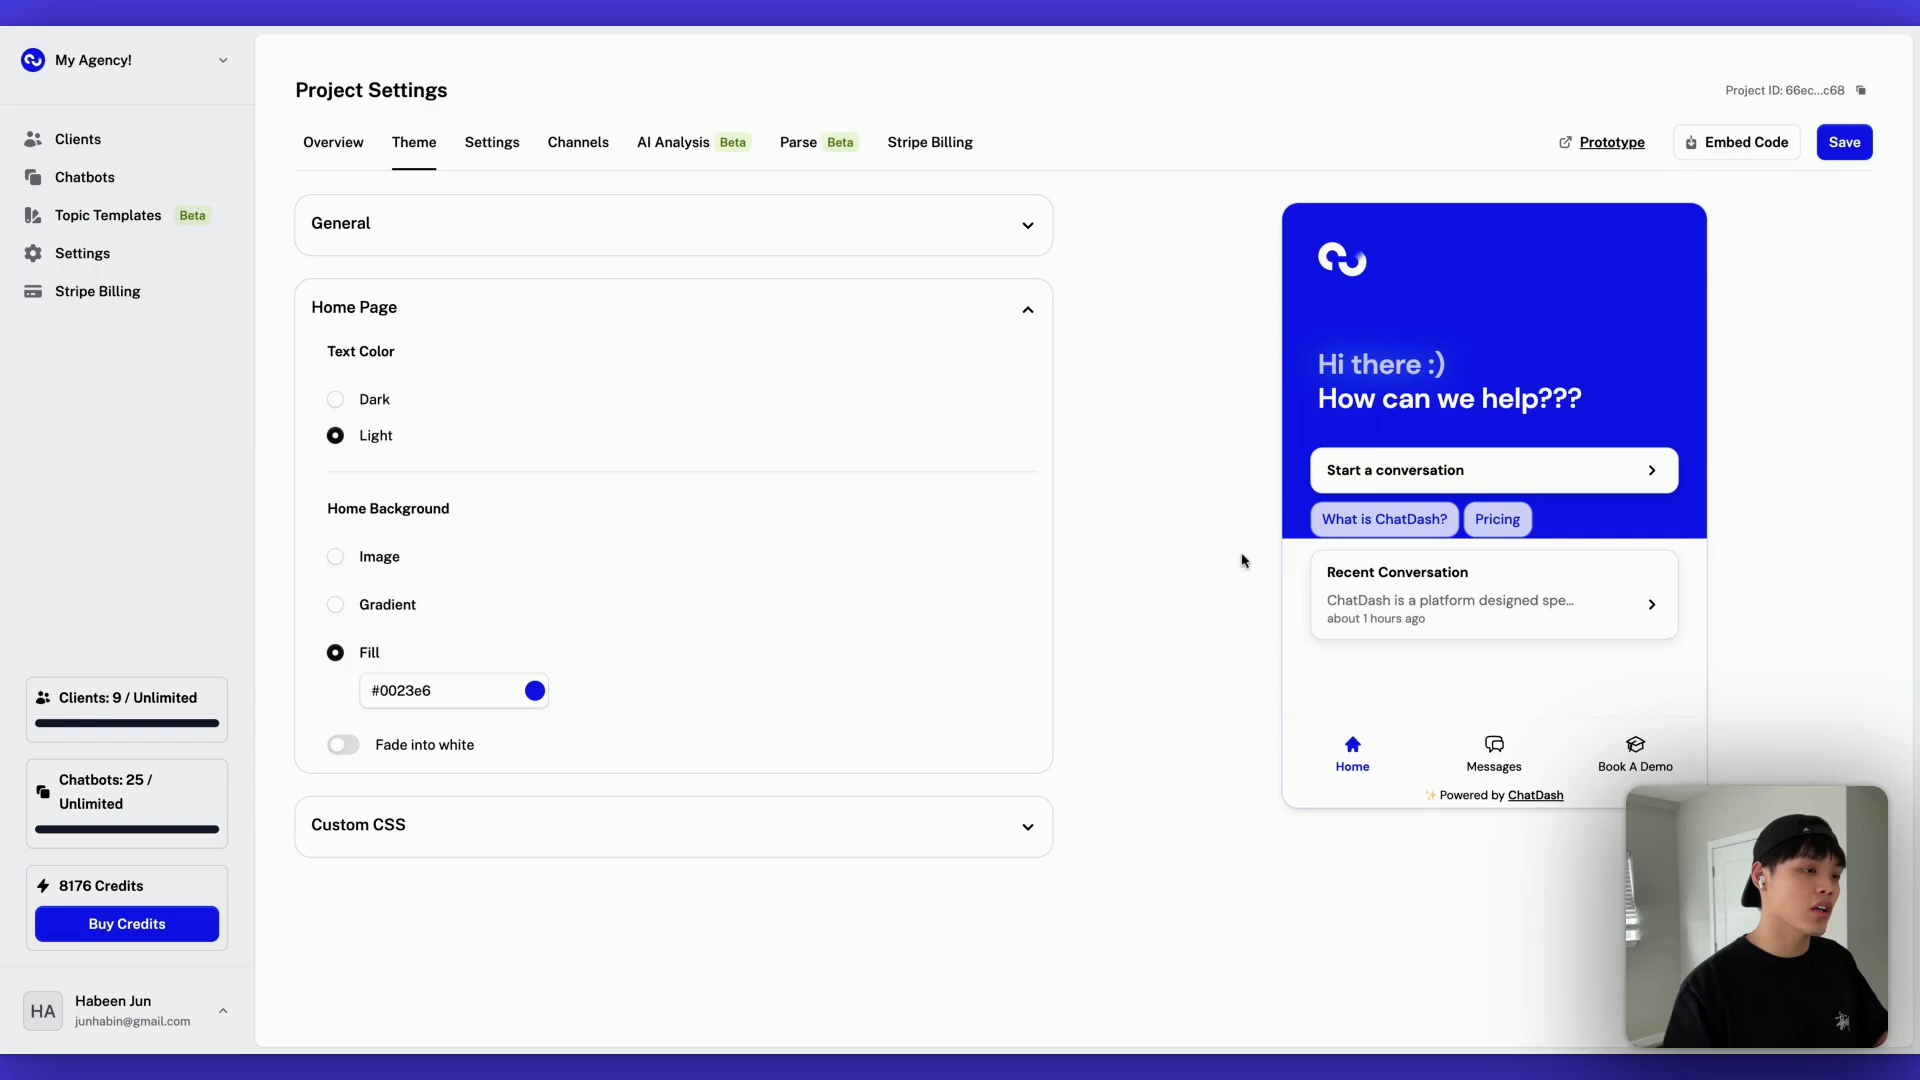 My Agency!
Clients
Chatbots
Topic Templates Beta
Settings
Stripe Billing
Clients: 9 / Unlimited
Chatbots: 25 /
Unlimited
8176 Credits
Buy Credits
HA
Habeen Jun
junhabin@gmail.com
Project Settings
Project ID: 66ec...c68
Overview
Theme
Settings
Channels
AI Analysis Beta
Parse Beta
Stripe Billing
Prototype
Embed Code
Save
General
Home Page
Text Color
Dark
Light
Home Background
Image
Gradient
Fill
#0023e6
Fade into white
Custom CSS
Hi there :)
How can we help???
Start a conversation
What is ChatDash?
Pricing
Recent Conversation
ChatDash is a platform designed spe...
about 1 hours ago
Home
Messages
Book A Demo
✨ Powered by ChatDash